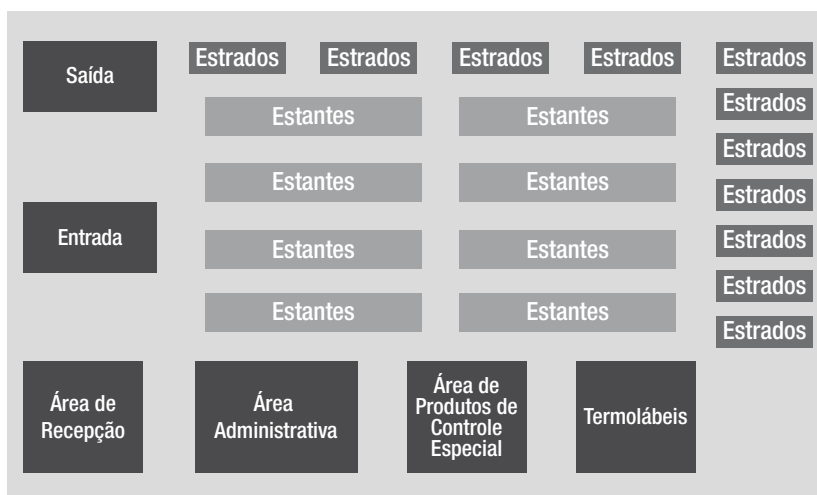 Saída
Estrados Estrados Estrados Estrados Estrados
Estantes Estantes
Estrados
Estrados
Estantes Estantes
Estrados
Entrada
Estantes Estantes
Estrados
Estrados
Estantes Estantes
Estrados
Área de
Recepção
Área
Administrativa
Área de
Produtos de
Controle
Especial
Termolábeis